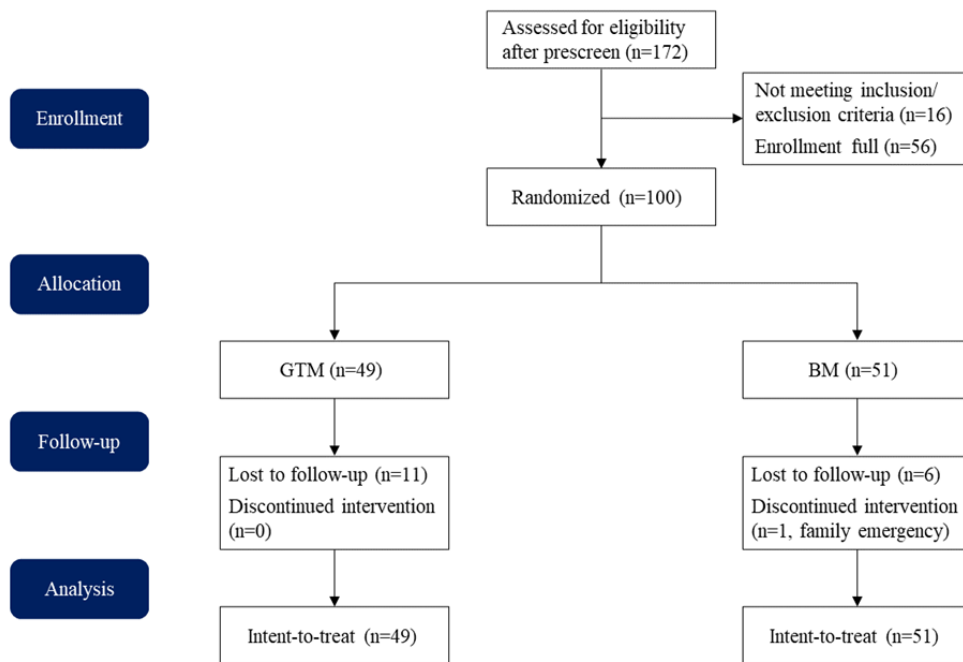 Assessed for eligibility
after prescreen (n=172)
Enrollment
Not meeting inclusion/
exclusion criteria (n=16)
Enrollment full (n=56)
Randomized (n=100)
Allocation
GTM (n=49)
BM (n=51)
Follow-up
Lost to follow-up (n=11)
Discontinued intervention
(n=0)
Lost to follow-up (n=6)
Discontinued intervention
(n=1, family emergency)
Analysis
Intent-to-treat (n=49)
Intent-to-treat (n=51)